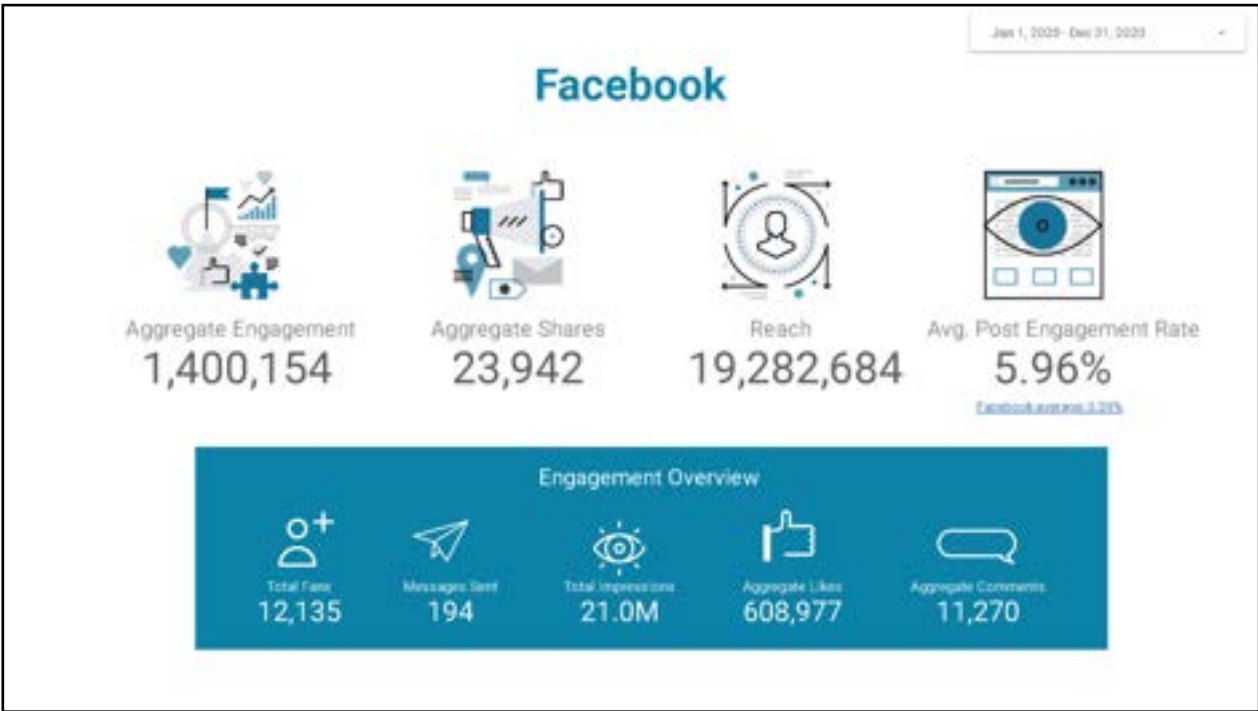 Jan 1, 2020 - Dec 31, 2020
Facebook
Aggregate Engagement
1,400,154
Aggregate Shares
23,942
Reach
19,282,684
Avg. Post Engagement Rate
5.96%
Facebook average
Engagement Overview
Total Fans
12,135
Messages Sent
194
Total Impressions
21.0M
Aggregate Likes
608,977
Aggregate Comments
11,270